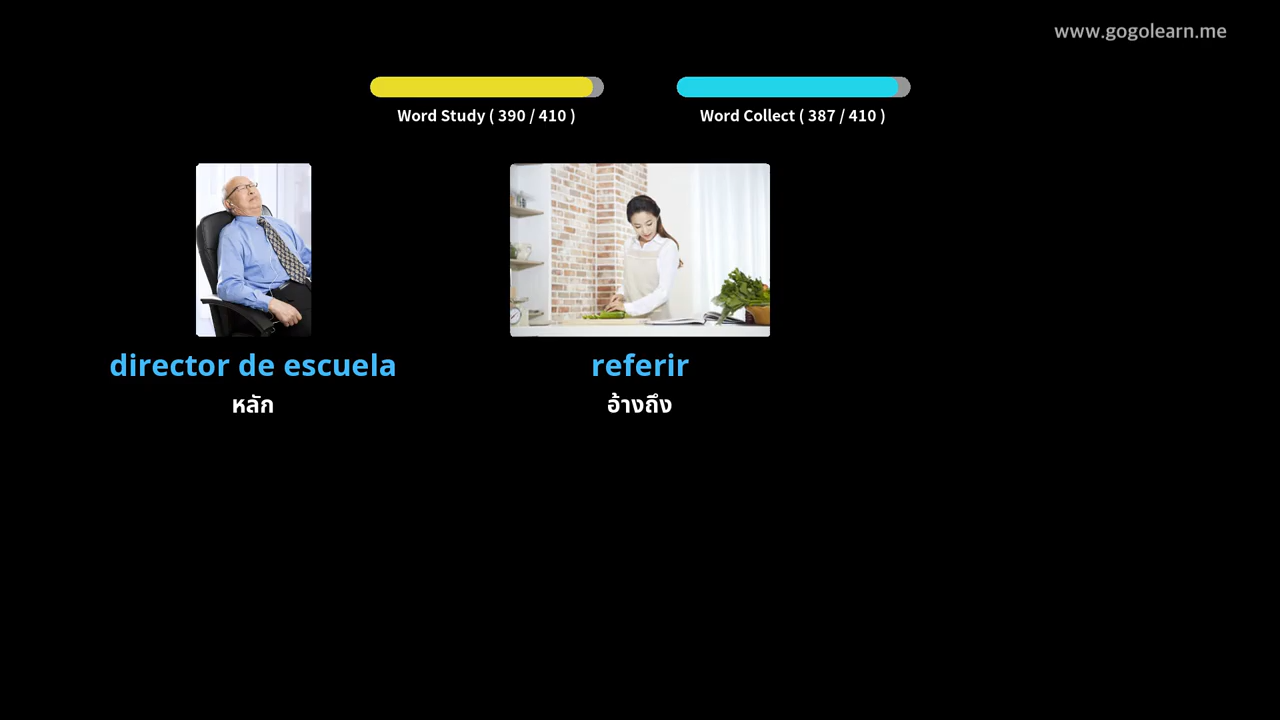 www.gogolearn.me
Word Study ( 390 / 410 )
Word Collect ( 387 / 410 )
director de escuela
หลัก
referir
อ้างถึง